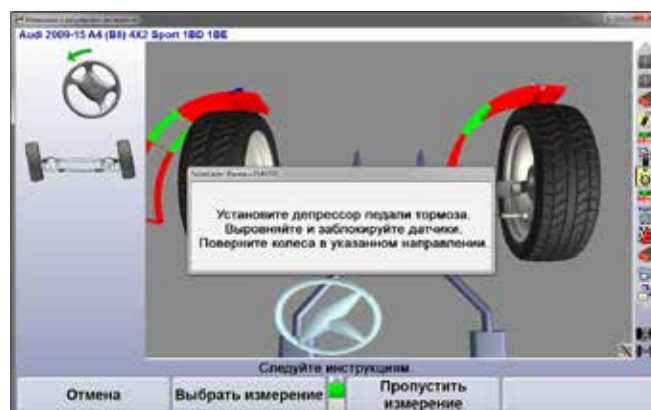 Audi 2009-15 A4 (B8) 4X2 Sport 1BD 1BE
Установите депрессор педали тормоза.
Выровняйте и заблокируйте датчики.
Поверните колеса в указанном направлении.
Следуйте инструкциям.
Отмена
Выбрать измерение
Пропустить
измерение